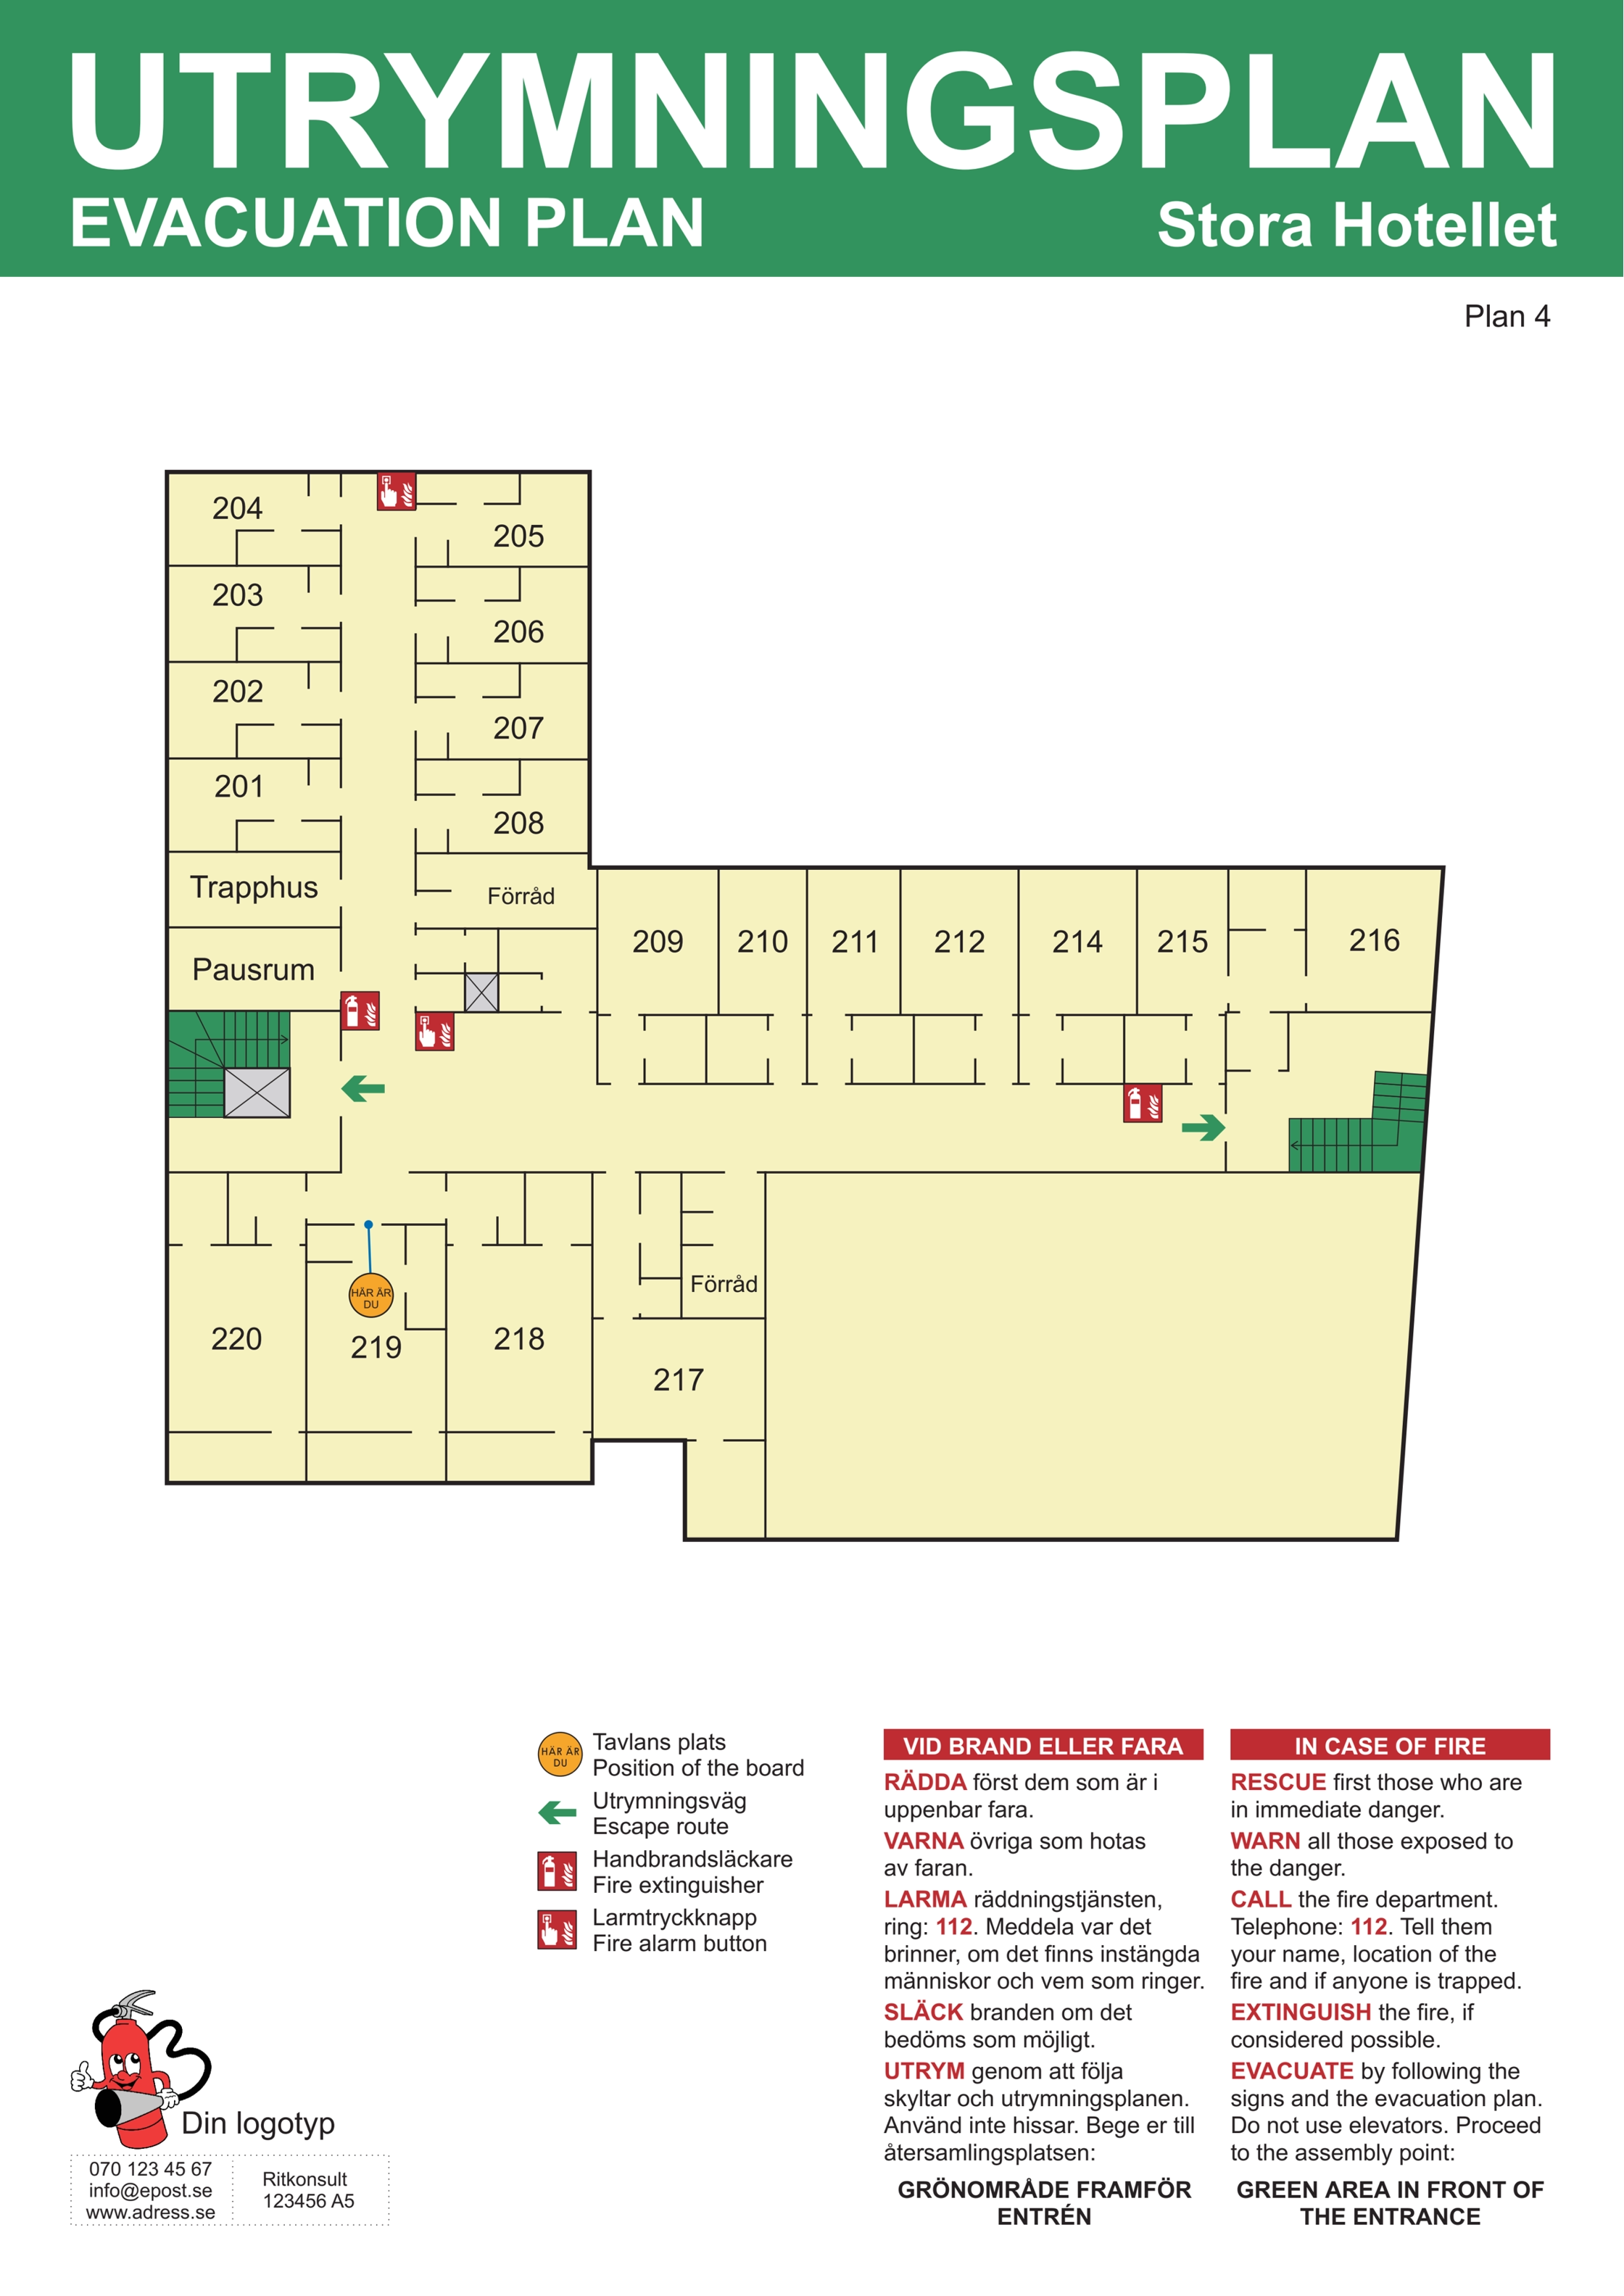 UTRYMNINGSPLAN
EVACUATION PLAN
Stora Hotellet
Plan 4
204
205
203
206
202
207
201
208
Trapphus
Förråd
Pausrum
209
210
211
212
214
215
216
HÄR ÄR
DU
Förråd
220
219
218
217
HÄR ÄR
DU
Tavlans plats
Position of the board
Utrymningsväg
Escape route
Handbrandsläckare
Fire extinguisher
Larmtryckknapp
Fire alarm button
VID BRAND ELLER FARA
RÄDDA först dem som är i
uppenbar fara.
VARNA övriga som hotas
av faran.
LARMA räddningstjänsten,
ring: 112. Meddela var det
brinner, om det finns instängda
människor och vem som ringer.
SLÄCK branden om det
bedöms som möjligt.
UTRYM genom att följa
skyltar och utrymningsplanen.
Använd inte hissar. Bege er till
återsamlingsplatsen:
GRÖNOMRÅDE FRAMFÖR
ENTRÉN
IN CASE OF FIRE
RESCUE first those who are
in immediate danger.
WARN all those exposed to
the danger.
CALL the fire department.
Telephone: 112. Tell them
your name, location of the
fire and if anyone is trapped.
EXTINGUISH the fire, if
considered possible.
EVACUATE by following the
signs and the evacuation plan.
Do not use elevators. Proceed
to the assembly point:
GREEN AREA IN FRONT OF
THE ENTRANCE
Din logotyp
070 123 45 67
info@epost.se
www.adress.se
Ritkonsult
123456 A5